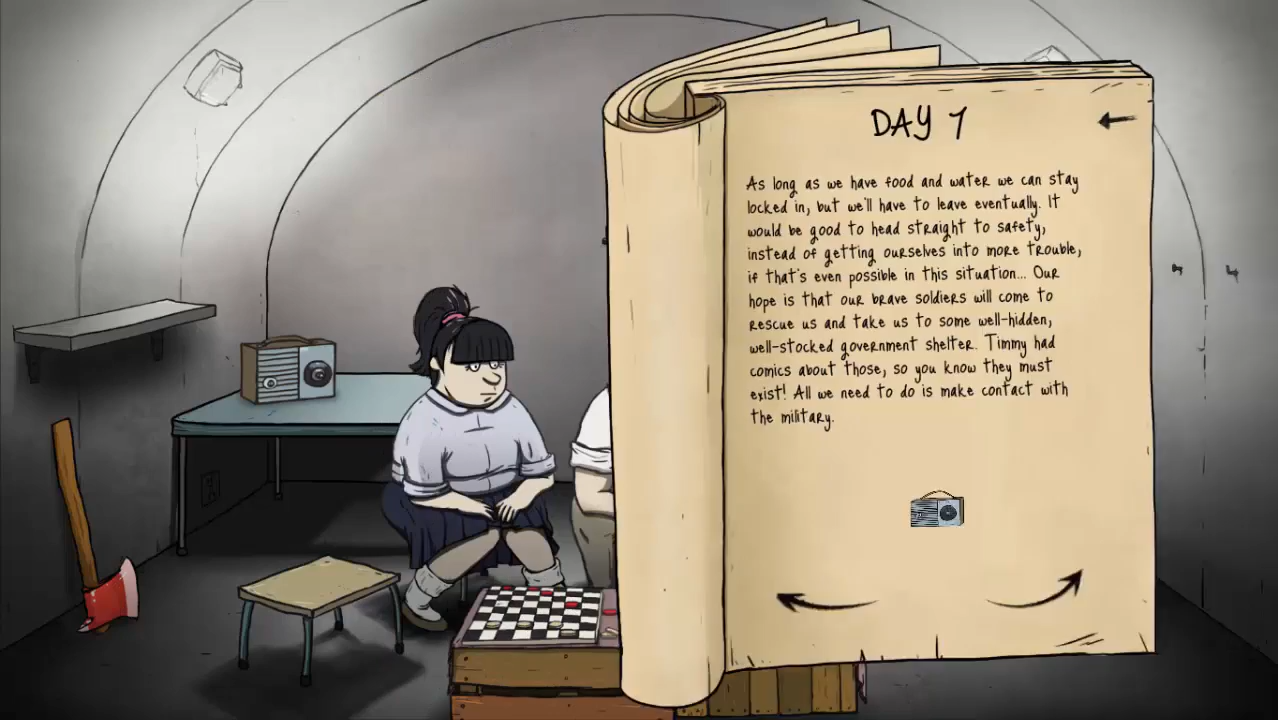 DAY 7
As long as we have food and water we can stay
locked in, but we'll have to leave eventually. It
would be good to head straight to safety,
instead of getting ourselves into more trouble,
if that's even possible in this situation... Our
hope is that our brave soldiers will come to
rescue us and take us to some well-hidden,
well-stocked government shelter. Timmy had
comics about those, so you know they must
exist! All we need to do is make contact with
the military.